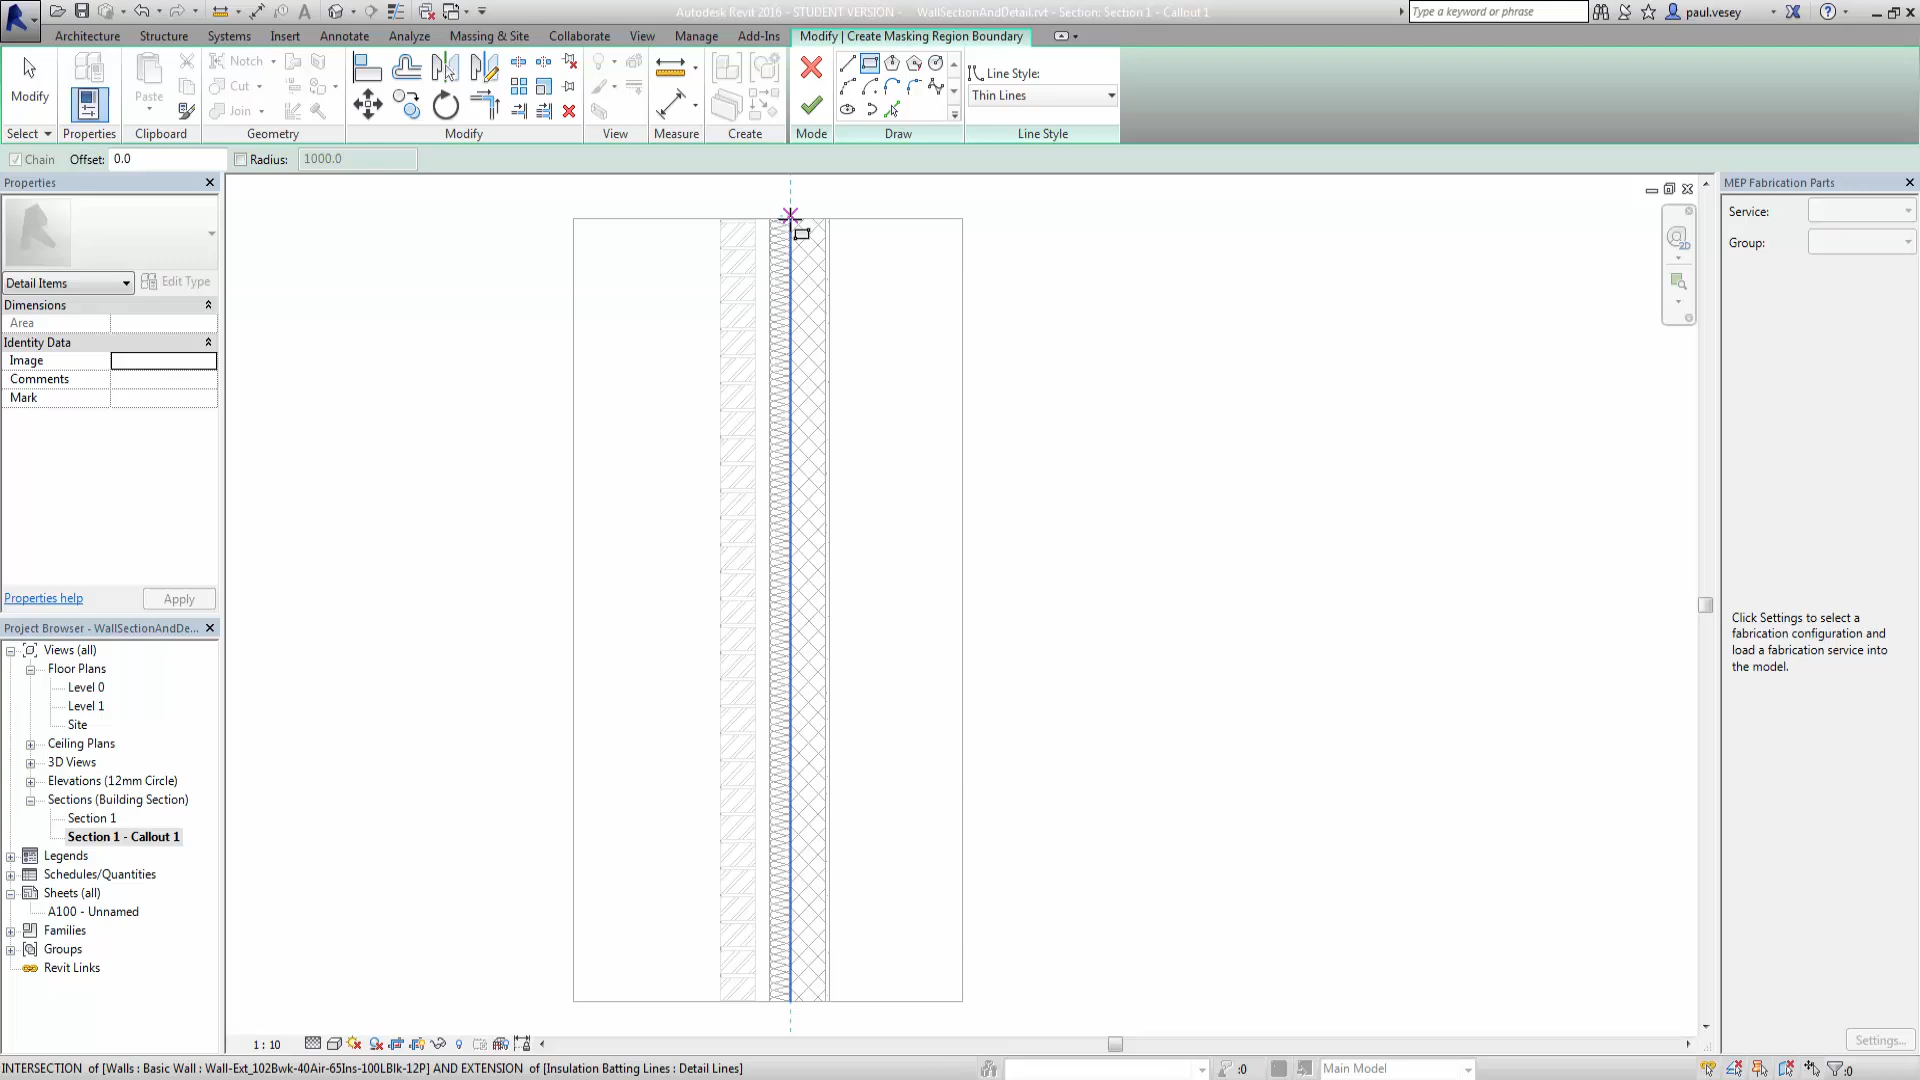 Autodesk Revit 2016 - STUDENT VERSION - WallSectionAndDetail.rvt - Section: Section 1 - Callout 1
Type a keyword or phrase
paul.vesey
Architecture Structure Systems Insert Annotate Analyze Massing & Site Collaborate View Manage Add-Ins Modify | Create Masking Region Boundary
Modify
Paste
Notch
Cut
Join
Line Style:
Thin Lines
Select Properties Clipboard Geometry Modify View Measure Create Mode Draw Line Style
Chain Offset: 0.0 Radius: 1000.0
Properties
Detail Items Edit Type
Dimensions
Area
Identity Data
Image
Comments
Mark
Properties help Apply
Project Browser - WallSectionAndDe...
Views (all)
Floor Plans
Level 0
Level 1
Site
Ceiling Plans
3D Views
Elevations (12mm Circle)
Sections (Building Section)
Section 1
Section 1 - Callout 1
Legends
Schedules/Quantities
Sheets (all)
A100 - Unnamed
Families
Groups
Revit Links
2D
MEP Fabrication Parts
Service:
Group:
Click Settings to select a
fabrication configuration and
load a fabrication service into
the model.
Settings...
1 : 10
INTERSECTION of [Walls : Basic Wall : Wall-Ext_102Bwk-40Air-65Ins-100LBlk-12P] AND EXTENSION of [Insulation Batting Lines : Detail Lines]
:0
Main Model
:0